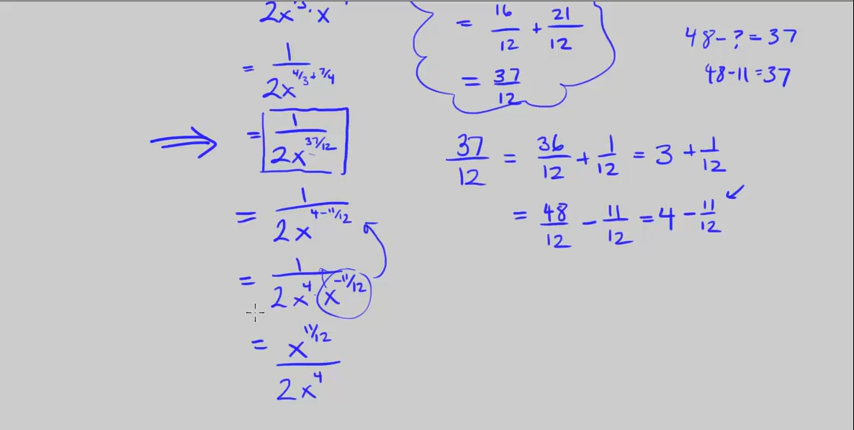 2x^{13} · x
= 1/(2x^{4/3 + 7/4})
= 1/(2x^{37/12})
= 1/(2x^{4 - 11/12})
= 1/(2x^4 · x^{-11/12})
= x^{11/12}/(2x^4)
= 16/12 + 21/12
= 37/12
48 - ? = 37
48 - 11 = 37
37/12 = 36/12 + 1/12 = 3 + 1/12
= 48/12 - 11/12 = 4 - 11/12